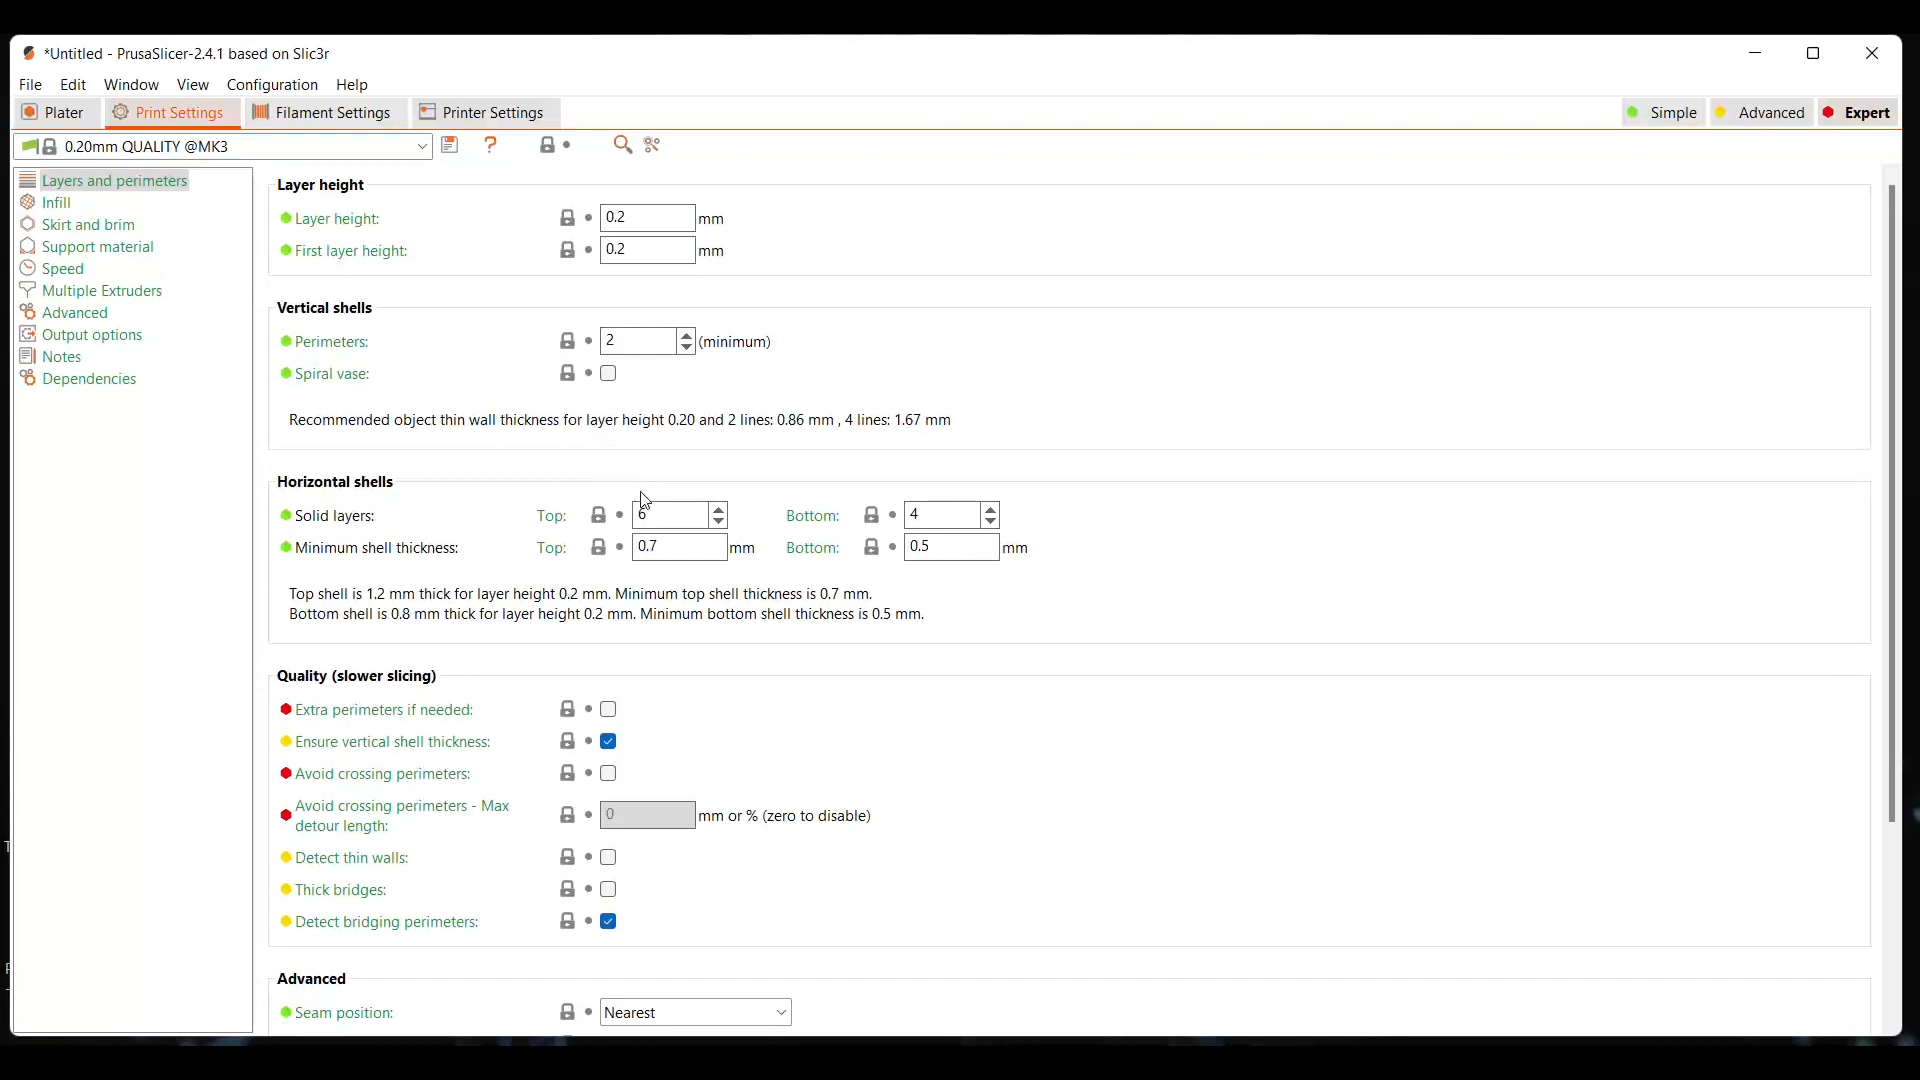 *Untitled - PrusaSlicer-2.4.1 based on Slic3r
File Edit Window View Configuration Help
Plater Print Settings Filament Settings Printer Settings Simple Advanced Expert
0.20mm QUALITY @MK3 ?
Layers and perimeters
Infill
Skirt and brim
Support material
Speed
Multiple Extruders
Advanced
Output options
Notes
Dependencies
Layer height
Layer height: 0.2 mm
First layer height: 0.2 mm
Vertical shells
Perimeters: 2 (minimum)
Spiral vase:
Recommended object thin wall thickness for layer height 0.20 and 2 lines: 0.86 mm , 4 lines: 1.67 mm
Horizontal shells
Solid layers: Top: 6 Bottom: 4
Minimum shell thickness: Top: 0.7 mm Bottom: 0.5 mm
Top shell is 1.2 mm thick for layer height 0.2 mm. Minimum top shell thickness is 0.7 mm.
Bottom shell is 0.8 mm thick for layer height 0.2 mm. Minimum bottom shell thickness is 0.5 mm.
Quality (slower slicing)
Extra perimeters if needed:
Ensure vertical shell thickness:
Avoid crossing perimeters:
Avoid crossing perimeters - Max
detour length: 0 mm or % (zero to disable)
Detect thin walls:
Thick bridges:
Detect bridging perimeters:
Advanced
Seam position: Nearest